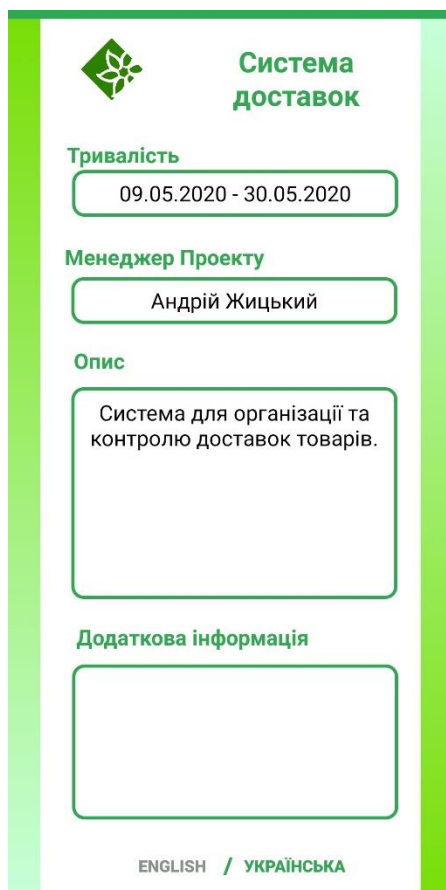 Система
доставок
Тривалість
09.05.2020 - 30.05.2020
Менеджер Проекту
Андрій Жицький
Опис
Система для організації та
контролю доставок товарів.
Додаткова інформація
ENGLISH / УКРАЇНСЬКА